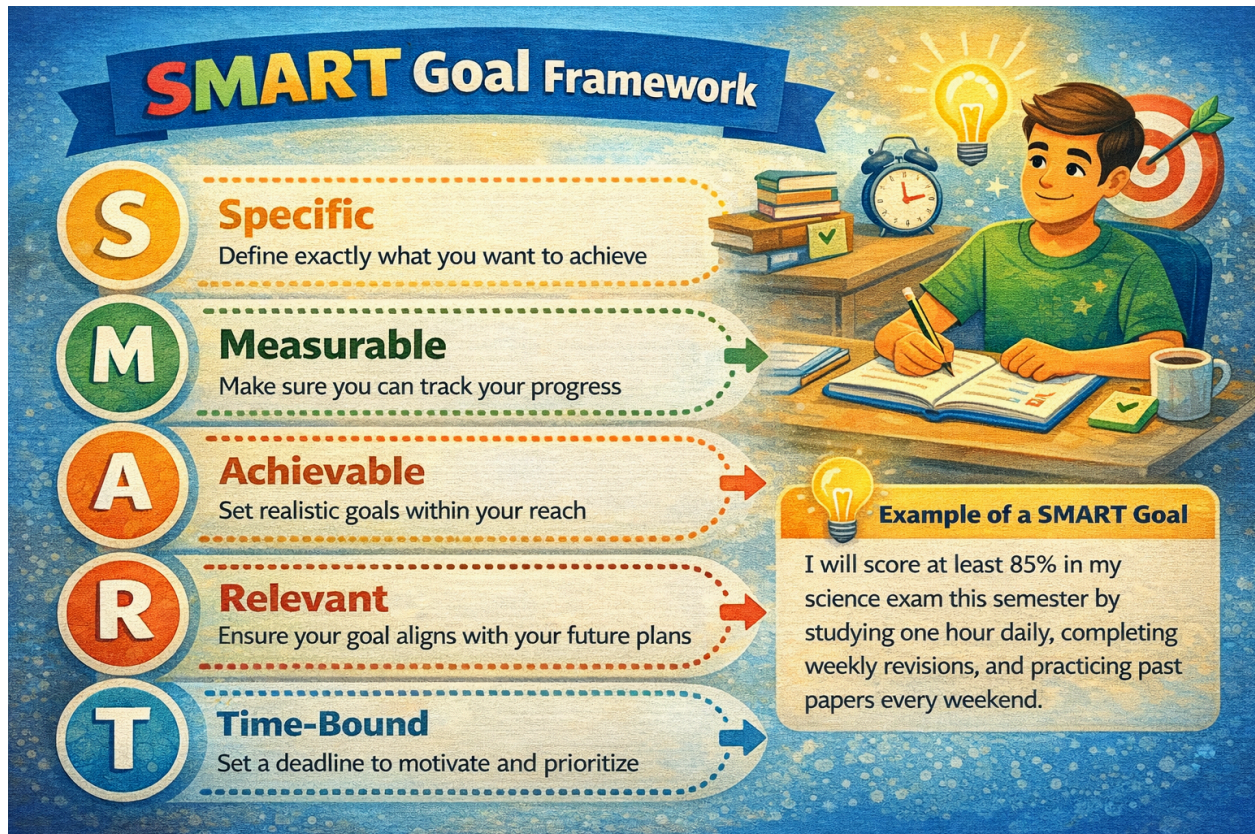 SMART Goal Framework
S
Specific
Define exactly what you want to achieve
M
Measurable
Make sure you can track your progress
A
Achievable
Set realistic goals within your reach
R
Relevant
Ensure your goal aligns with your future plans
T
Time-Bound
Set a deadline to motivate and prioritize
Example of a SMART Goal
I will score at least 85% in my
science exam this semester by
studying one hour daily, completing
weekly revisions, and practicing past
papers every weekend.